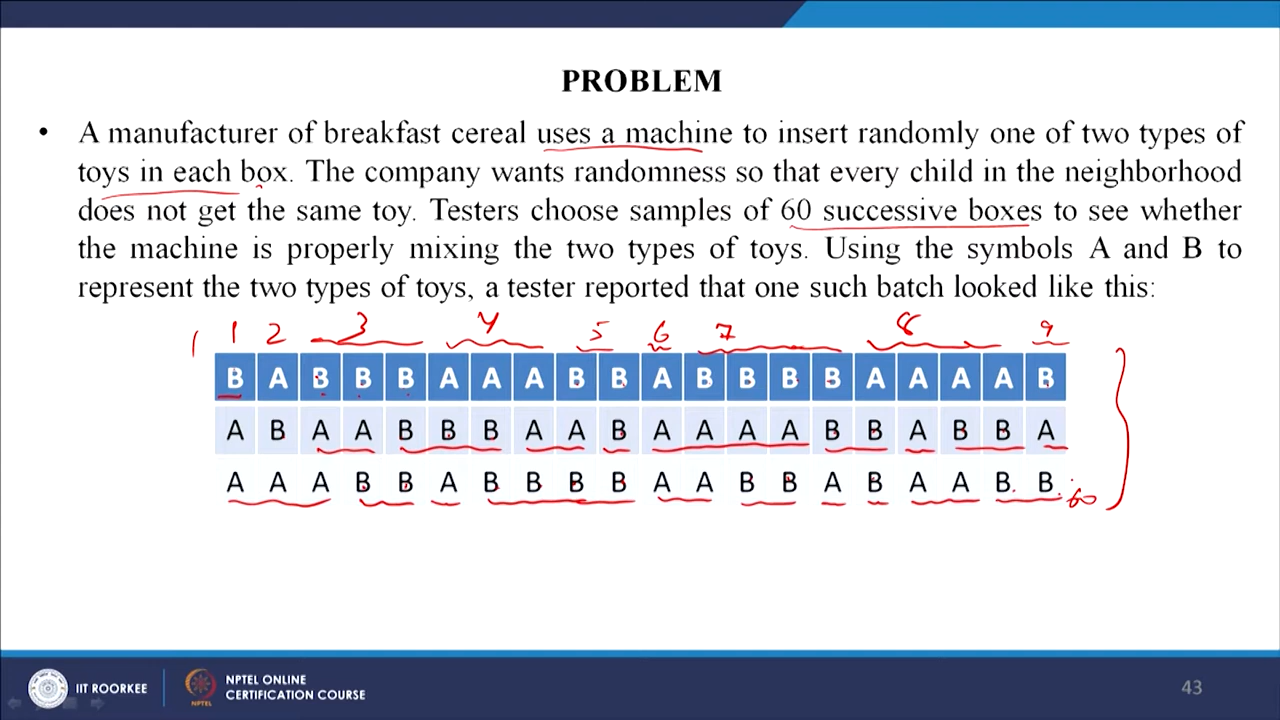 PROBLEM
• A manufacturer of breakfast cereal uses a machine to insert randomly one of two types of
toys in each box. The company wants randomness so that every child in the neighborhood
does not get the same toy. Testers choose samples of 60 successive boxes to see whether
the machine is properly mixing the two types of toys. Using the symbols A and B to
represent the two types of toys, a tester reported that one such batch looked like this:
1 2 3 4 5 6 7 8 9
B A B B B A A A B B A B B B B A A A A B
A B A A B B B A A B A A A A B B A B B A
A A A B B A B B B B A A B B A B A A B B 60
IIT ROORKEE
NPTEL ONLINE
CERTIFICATION COURSE
NPTEL
43